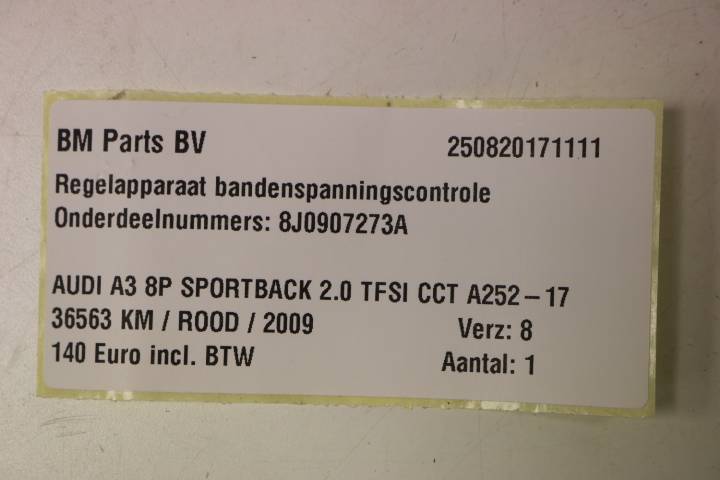 BM Parts BV 250820171111
Regelapparaat bandenspanningscontrole
Onderdeelnummers: 8J0907273A
AUDI A3 8P SPORTBACK 2.0 TFSI CCT A252-17
36563 KM / ROOD / 2009 Verz: 8
140 Euro incl. BTW Aantal: 1